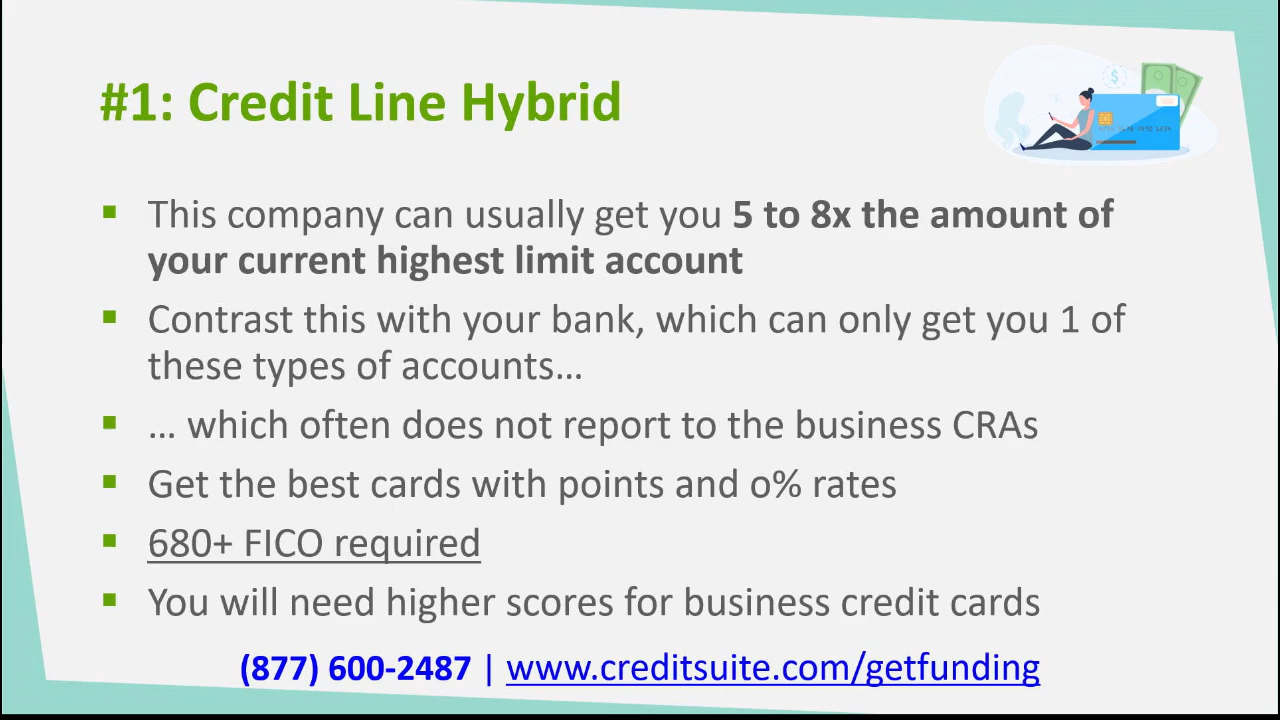 #1: Credit Line Hybrid
This company can usually get you 5 to 8x the amount of
your current highest limit account
Contrast this with your bank, which can only get you 1 of
these types of accounts…
… which often does not report to the business CRAs
Get the best cards with points and o% rates
680+ FICO required
You will need higher scores for business credit cards
(877) 600-2487 | www.creditsuite.com/getfunding